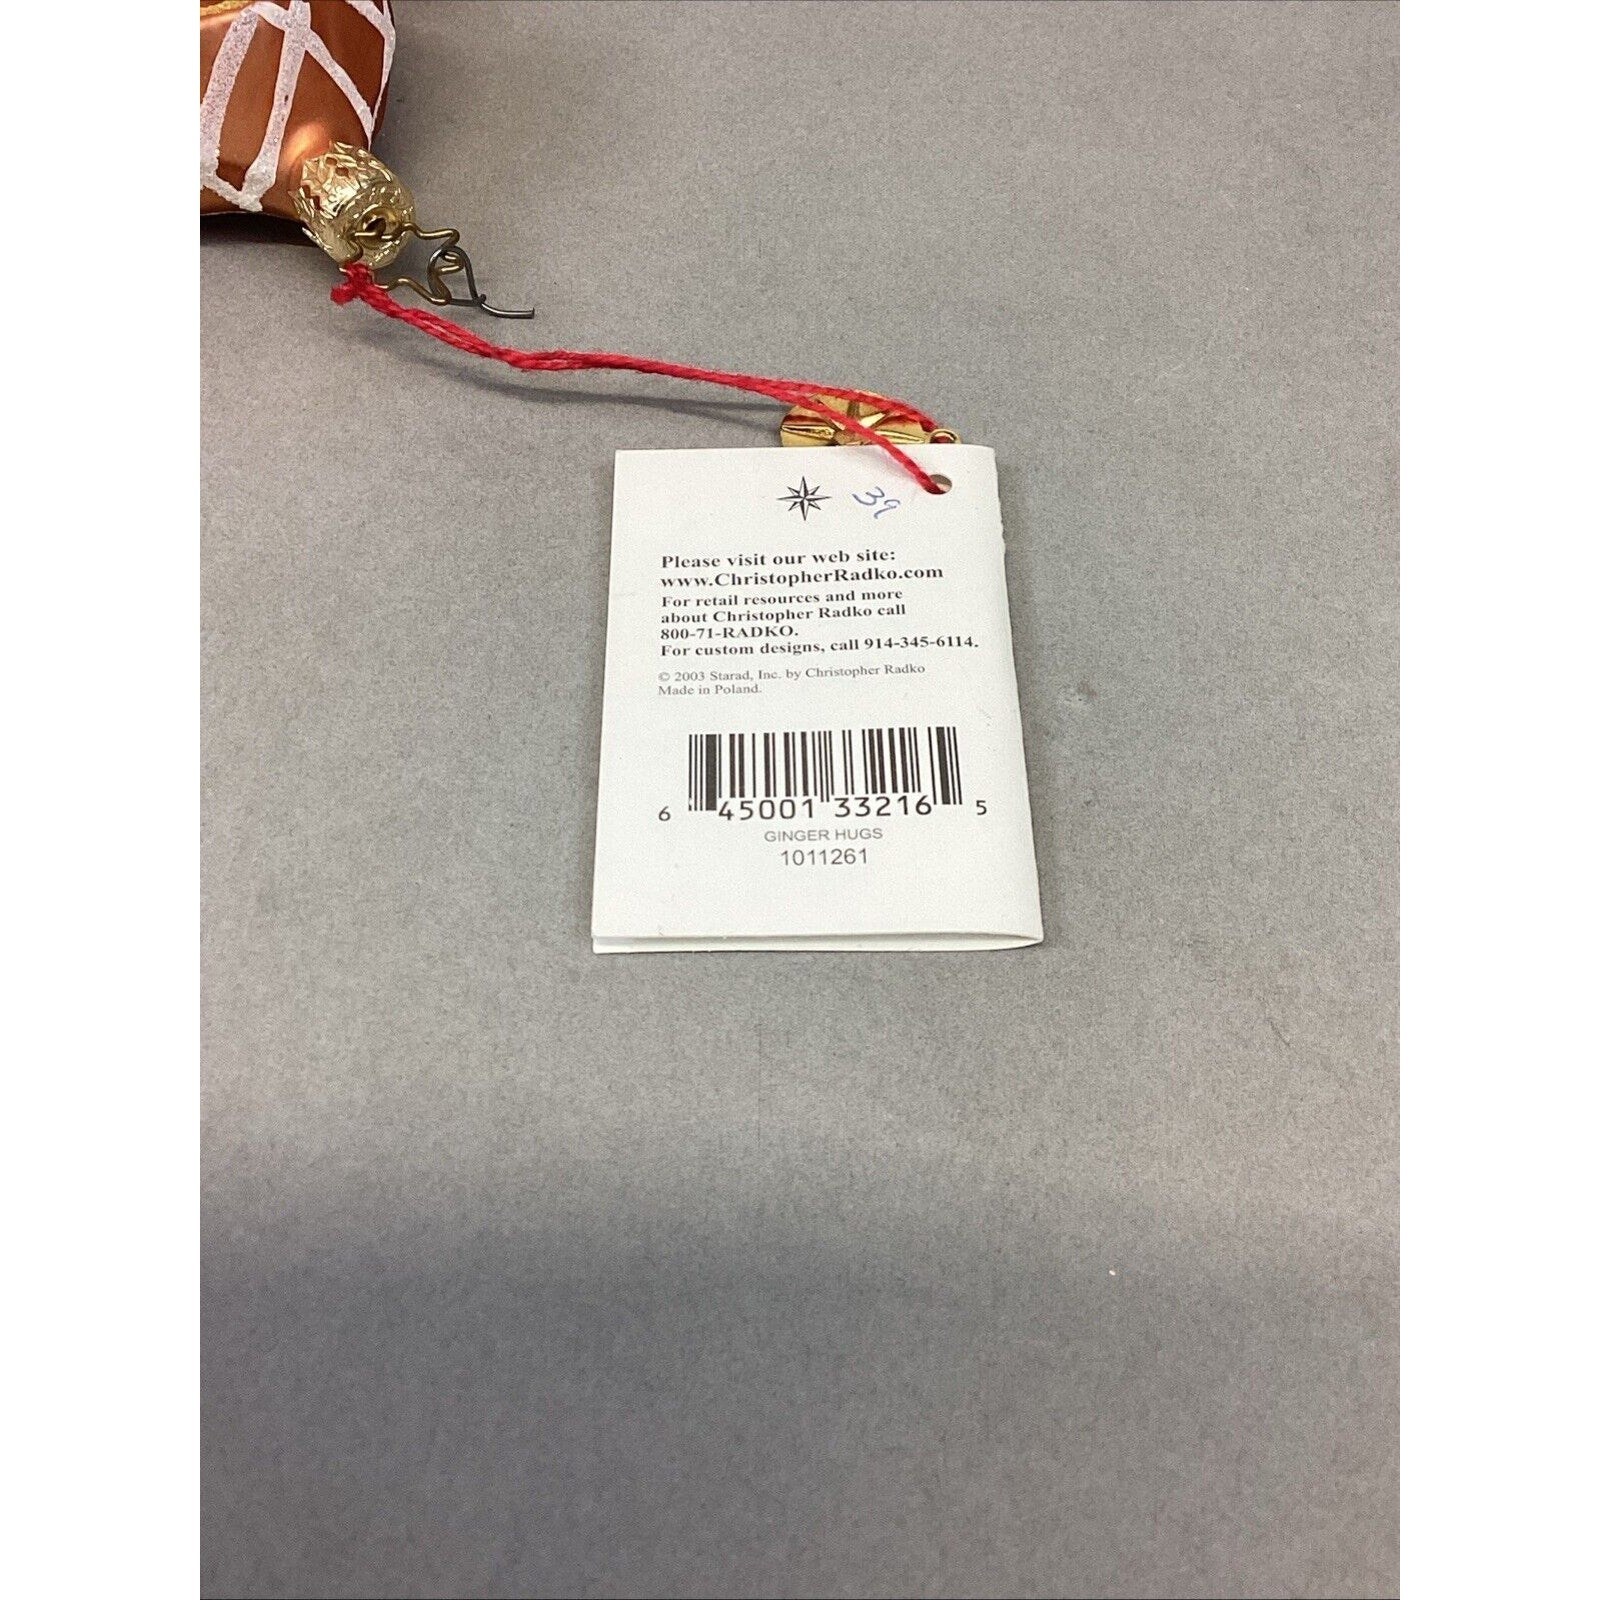 39
Please visit our web site:
www.ChristopherRadko.com
For retail resources and more
about Christopher Radko call
800-71-RADKO.
For custom designs, call 914-345-6114.
© 2003 Starad, Inc. by Christopher Radko
Made in Poland.
6 45001 33216 5
GINGER HUGS
1011261